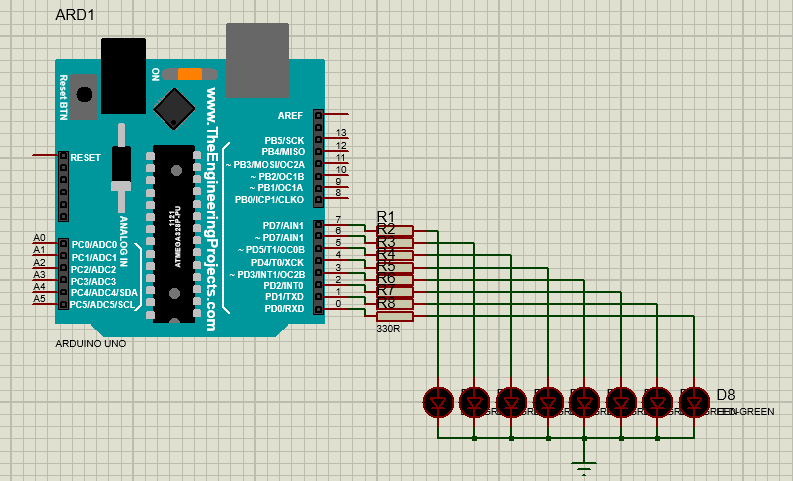 ARD1
ON
Reset BTN
www.TheEngineeringProjects.com
1121
ATMEGA328P-PU
ANALOG IN
RESET
A0 PC0/ADC0
A1 PC1/ADC1
A2 PC2/ADC2
A3 PC3/ADC3
A4 PC4/ADC4/SDA
A5 PC5/ADC5/SCL
AREF
PB5/SCK 13
PB4/MISO 12
~ PB3/MOSI/OC2A 11
~ PB2/OC1B 10
~ PB1/OC1A 9
PB0/ICP1/CLKO 8
PD7/AIN1 7
~ PD7/AIN1 6
~ PD5/T1/OC0B 5
PD4/T0/XCK 4
~ PD3/INT1/OC2B 3
PD2/INT0 2
PD1/TXD 1
PD0/RXD 0
R1
R2
R3
R4
R5
R6
R7
R8
330R
ARDUINO UNO
D8
LED-GREEN